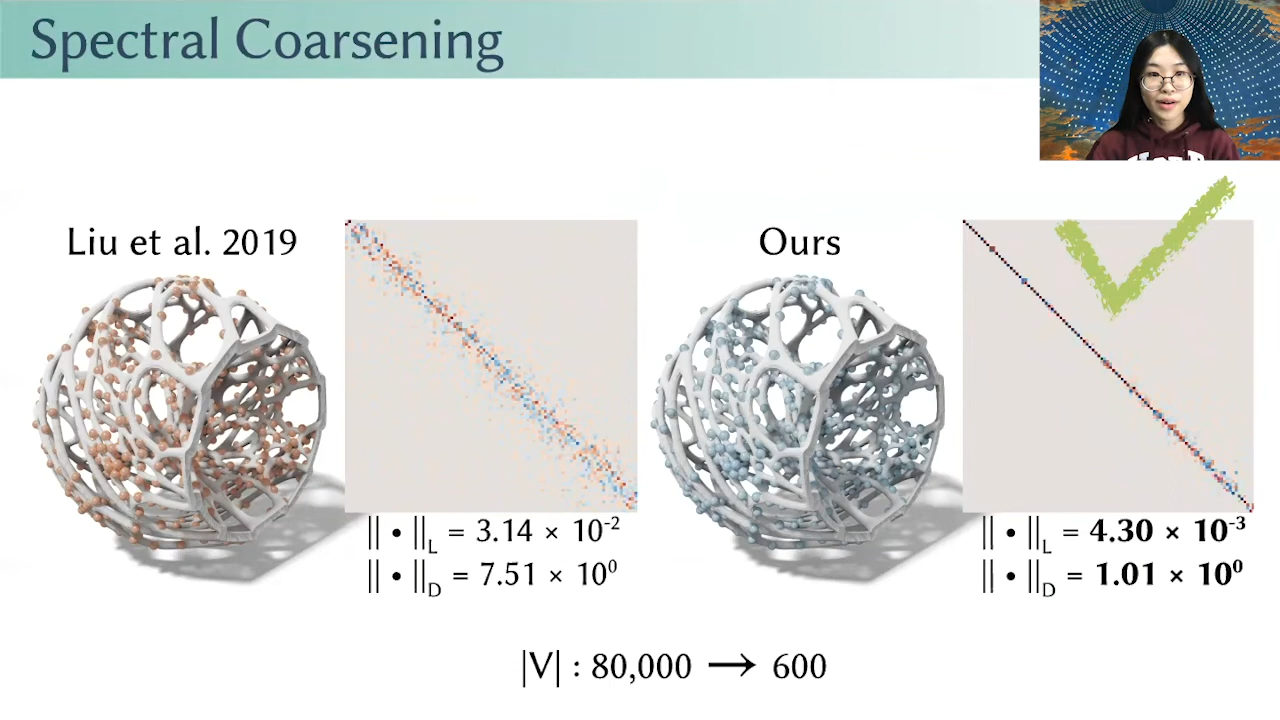 Spectral Coarsening
Liu et al. 2019
Ours
|| • ||L = 3.14 × 10-2
|| • ||D = 7.51 × 100
|| • ||L = 4.30 × 10-3
|| • ||D = 1.01 × 100
|V| : 80,000 → 600